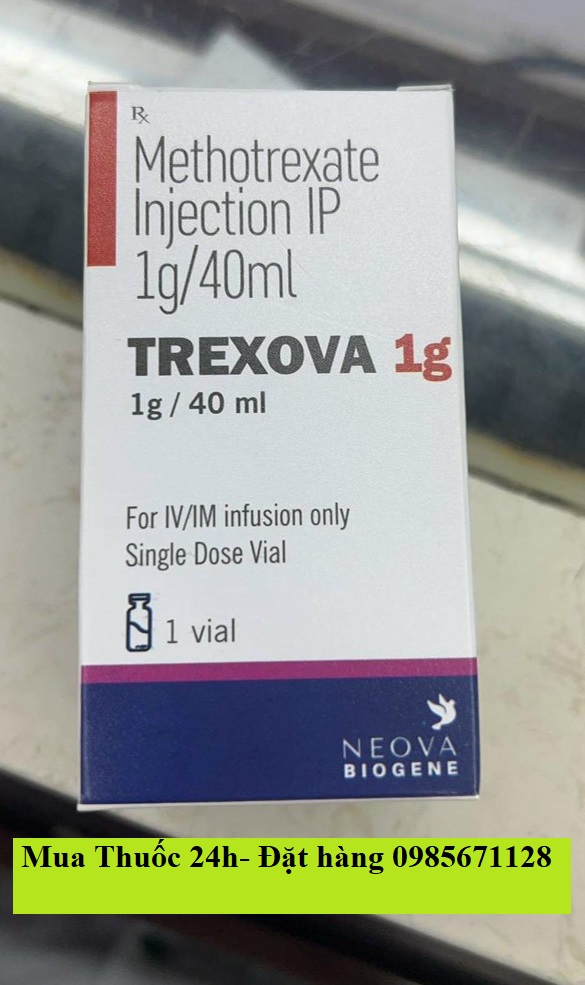 Rx
Methotrexate
Injection IP
1g/40ml
TREXOVA 1g
1g / 40 ml
For IV/IM infusion only
Single Dose Vial
1 vial
NEOVA
BIOGENE
Mua Thuốc 24h- Đặt hàng 0985671128